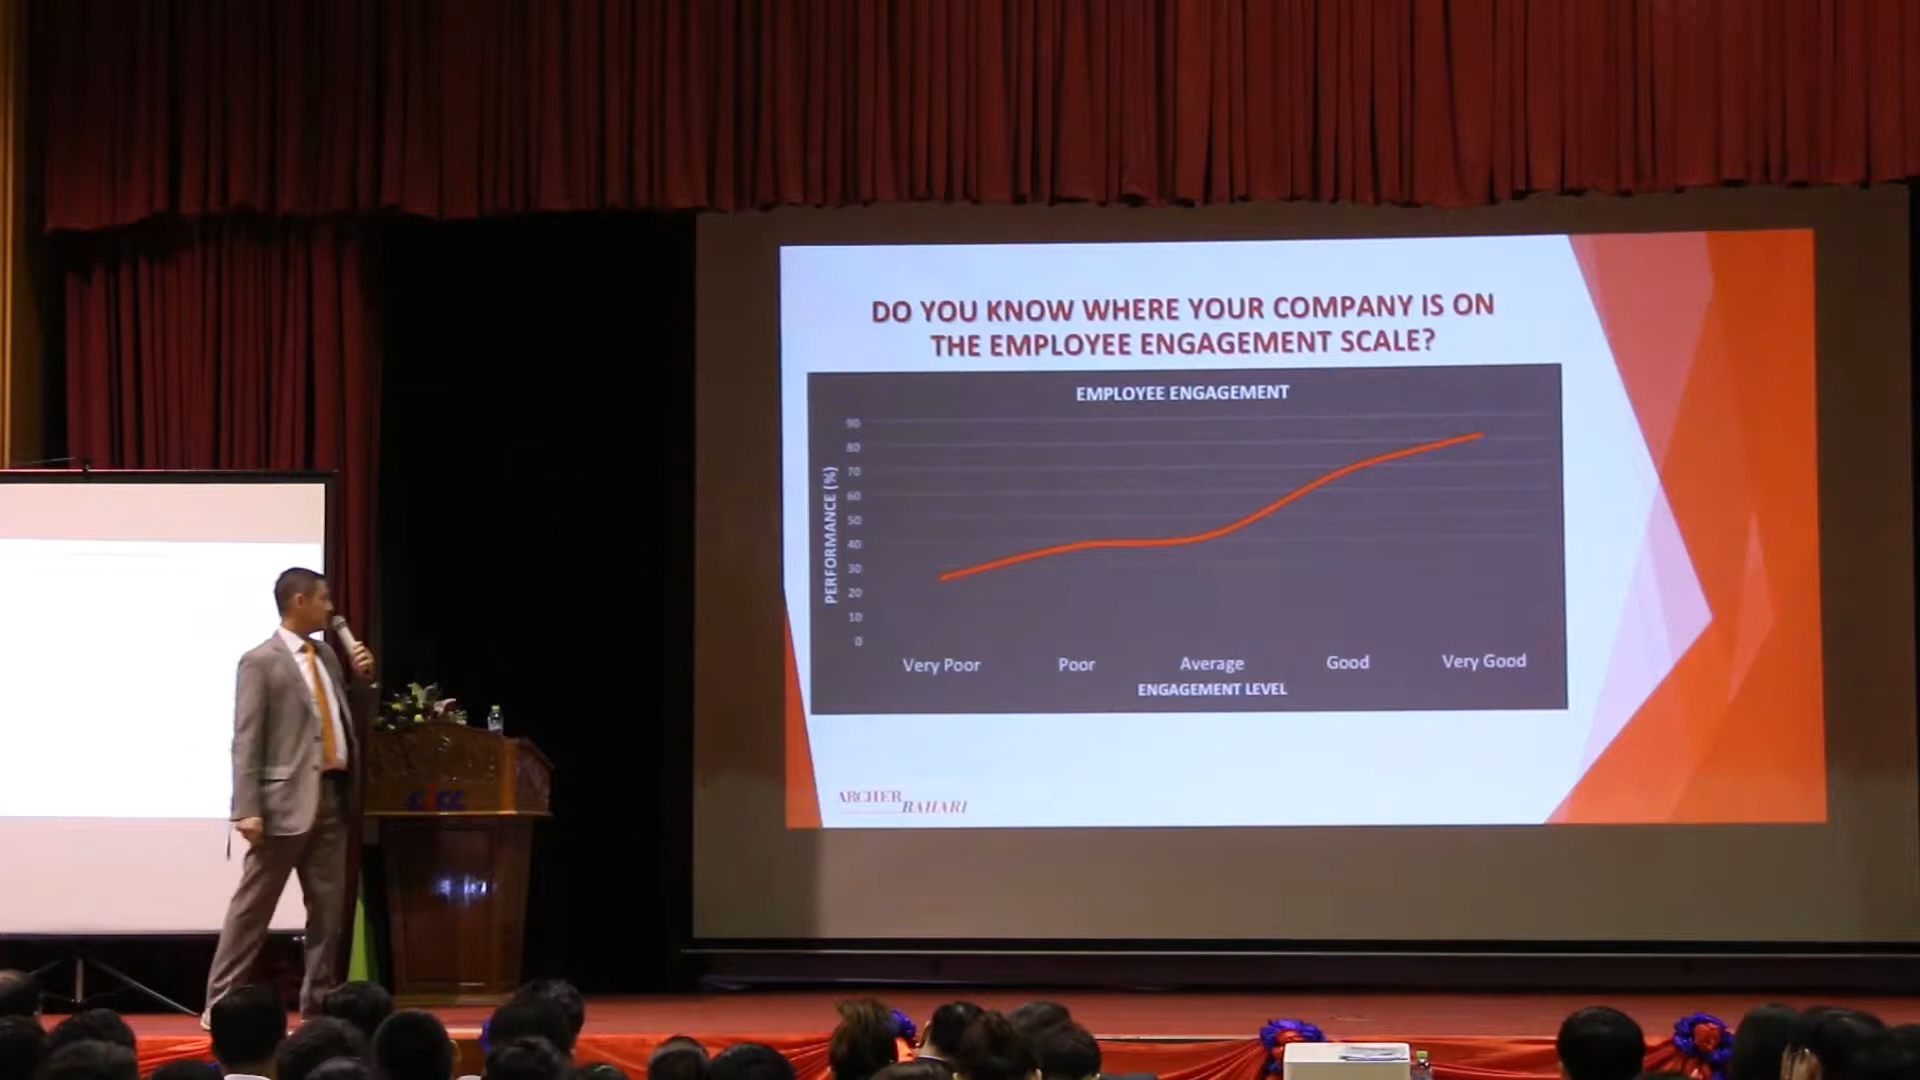 DO YOU KNOW WHERE YOUR COMPANY IS ON
THE EMPLOYEE ENGAGEMENT SCALE?
EMPLOYEE ENGAGEMENT
PERFORMANCE (%)
90
80
70
60
50
40
30
20
10
0
Very Poor Poor Average Good Very Good
ENGAGEMENT LEVEL
ARCHER
BAHARI